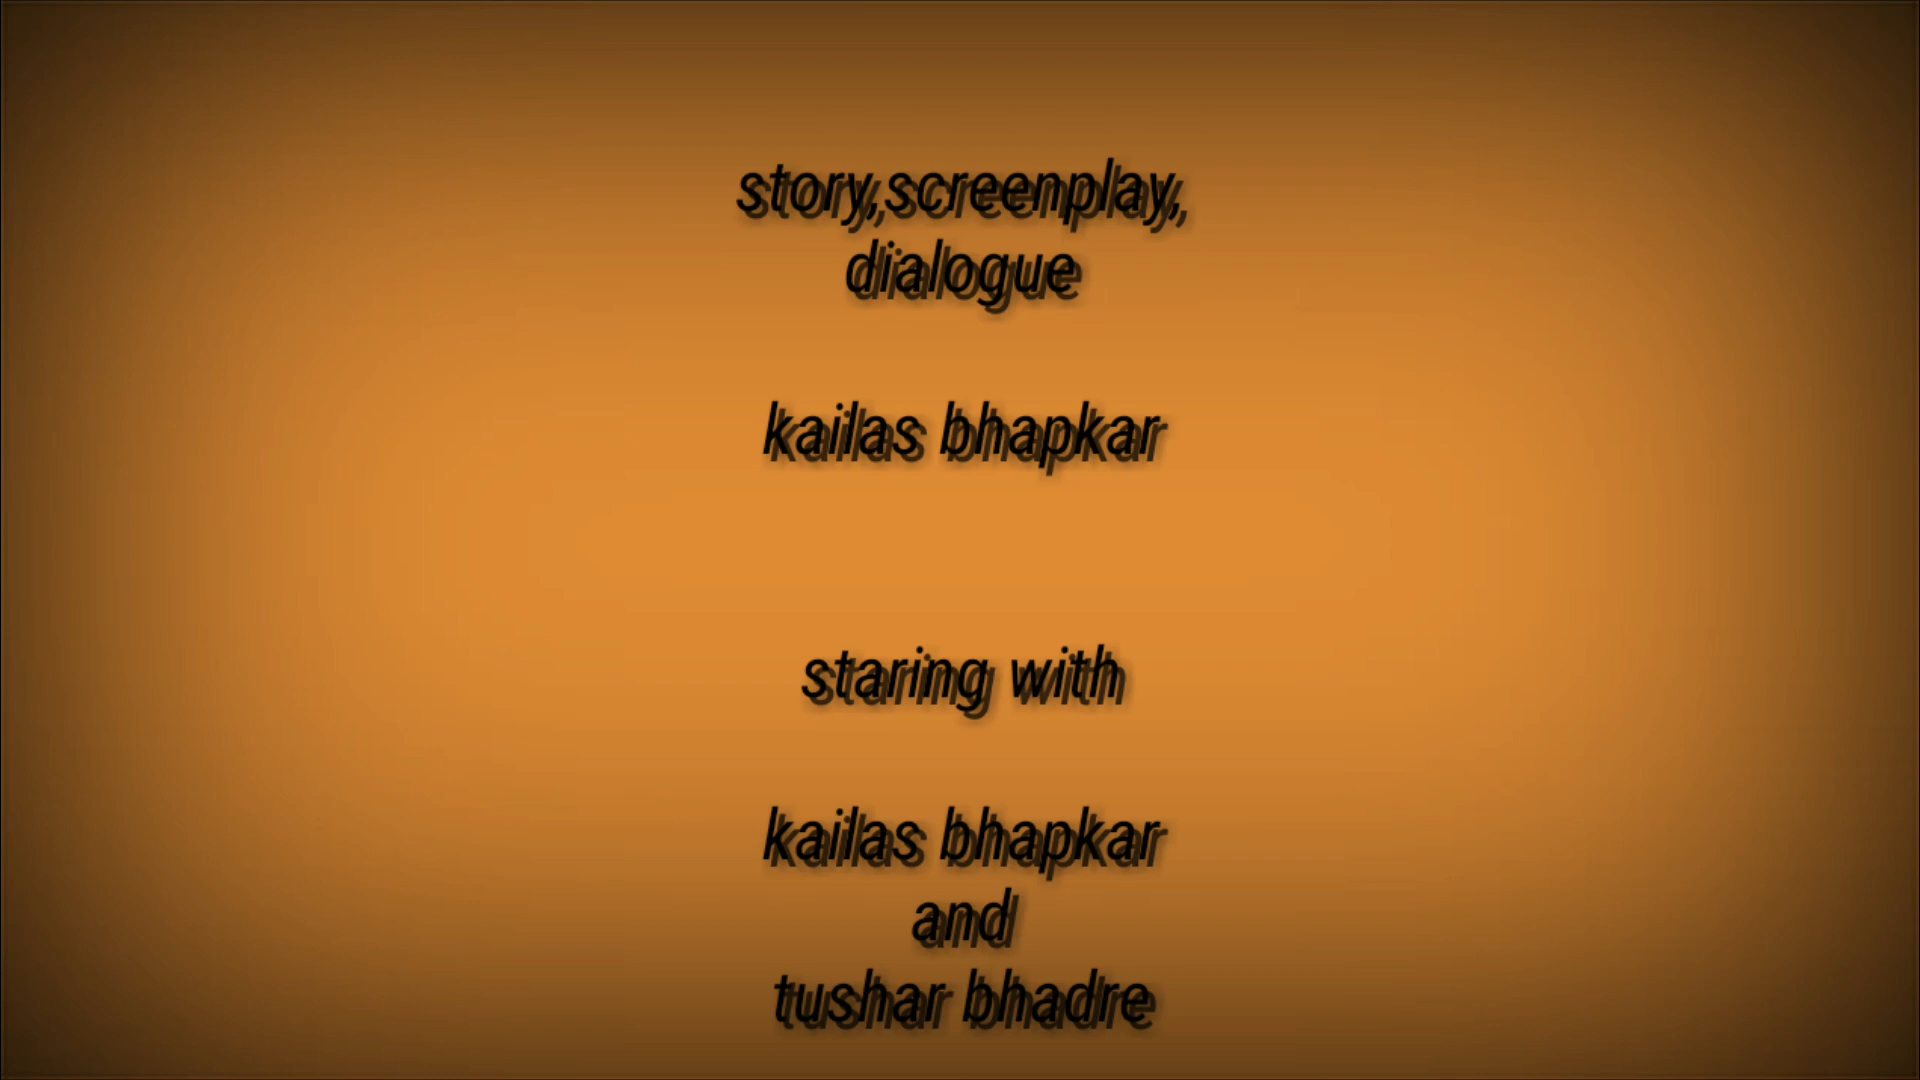 story,screenplay,
dialogue
kailas bhapkar
staring with
kailas bhapkar
and
tushar bhadre